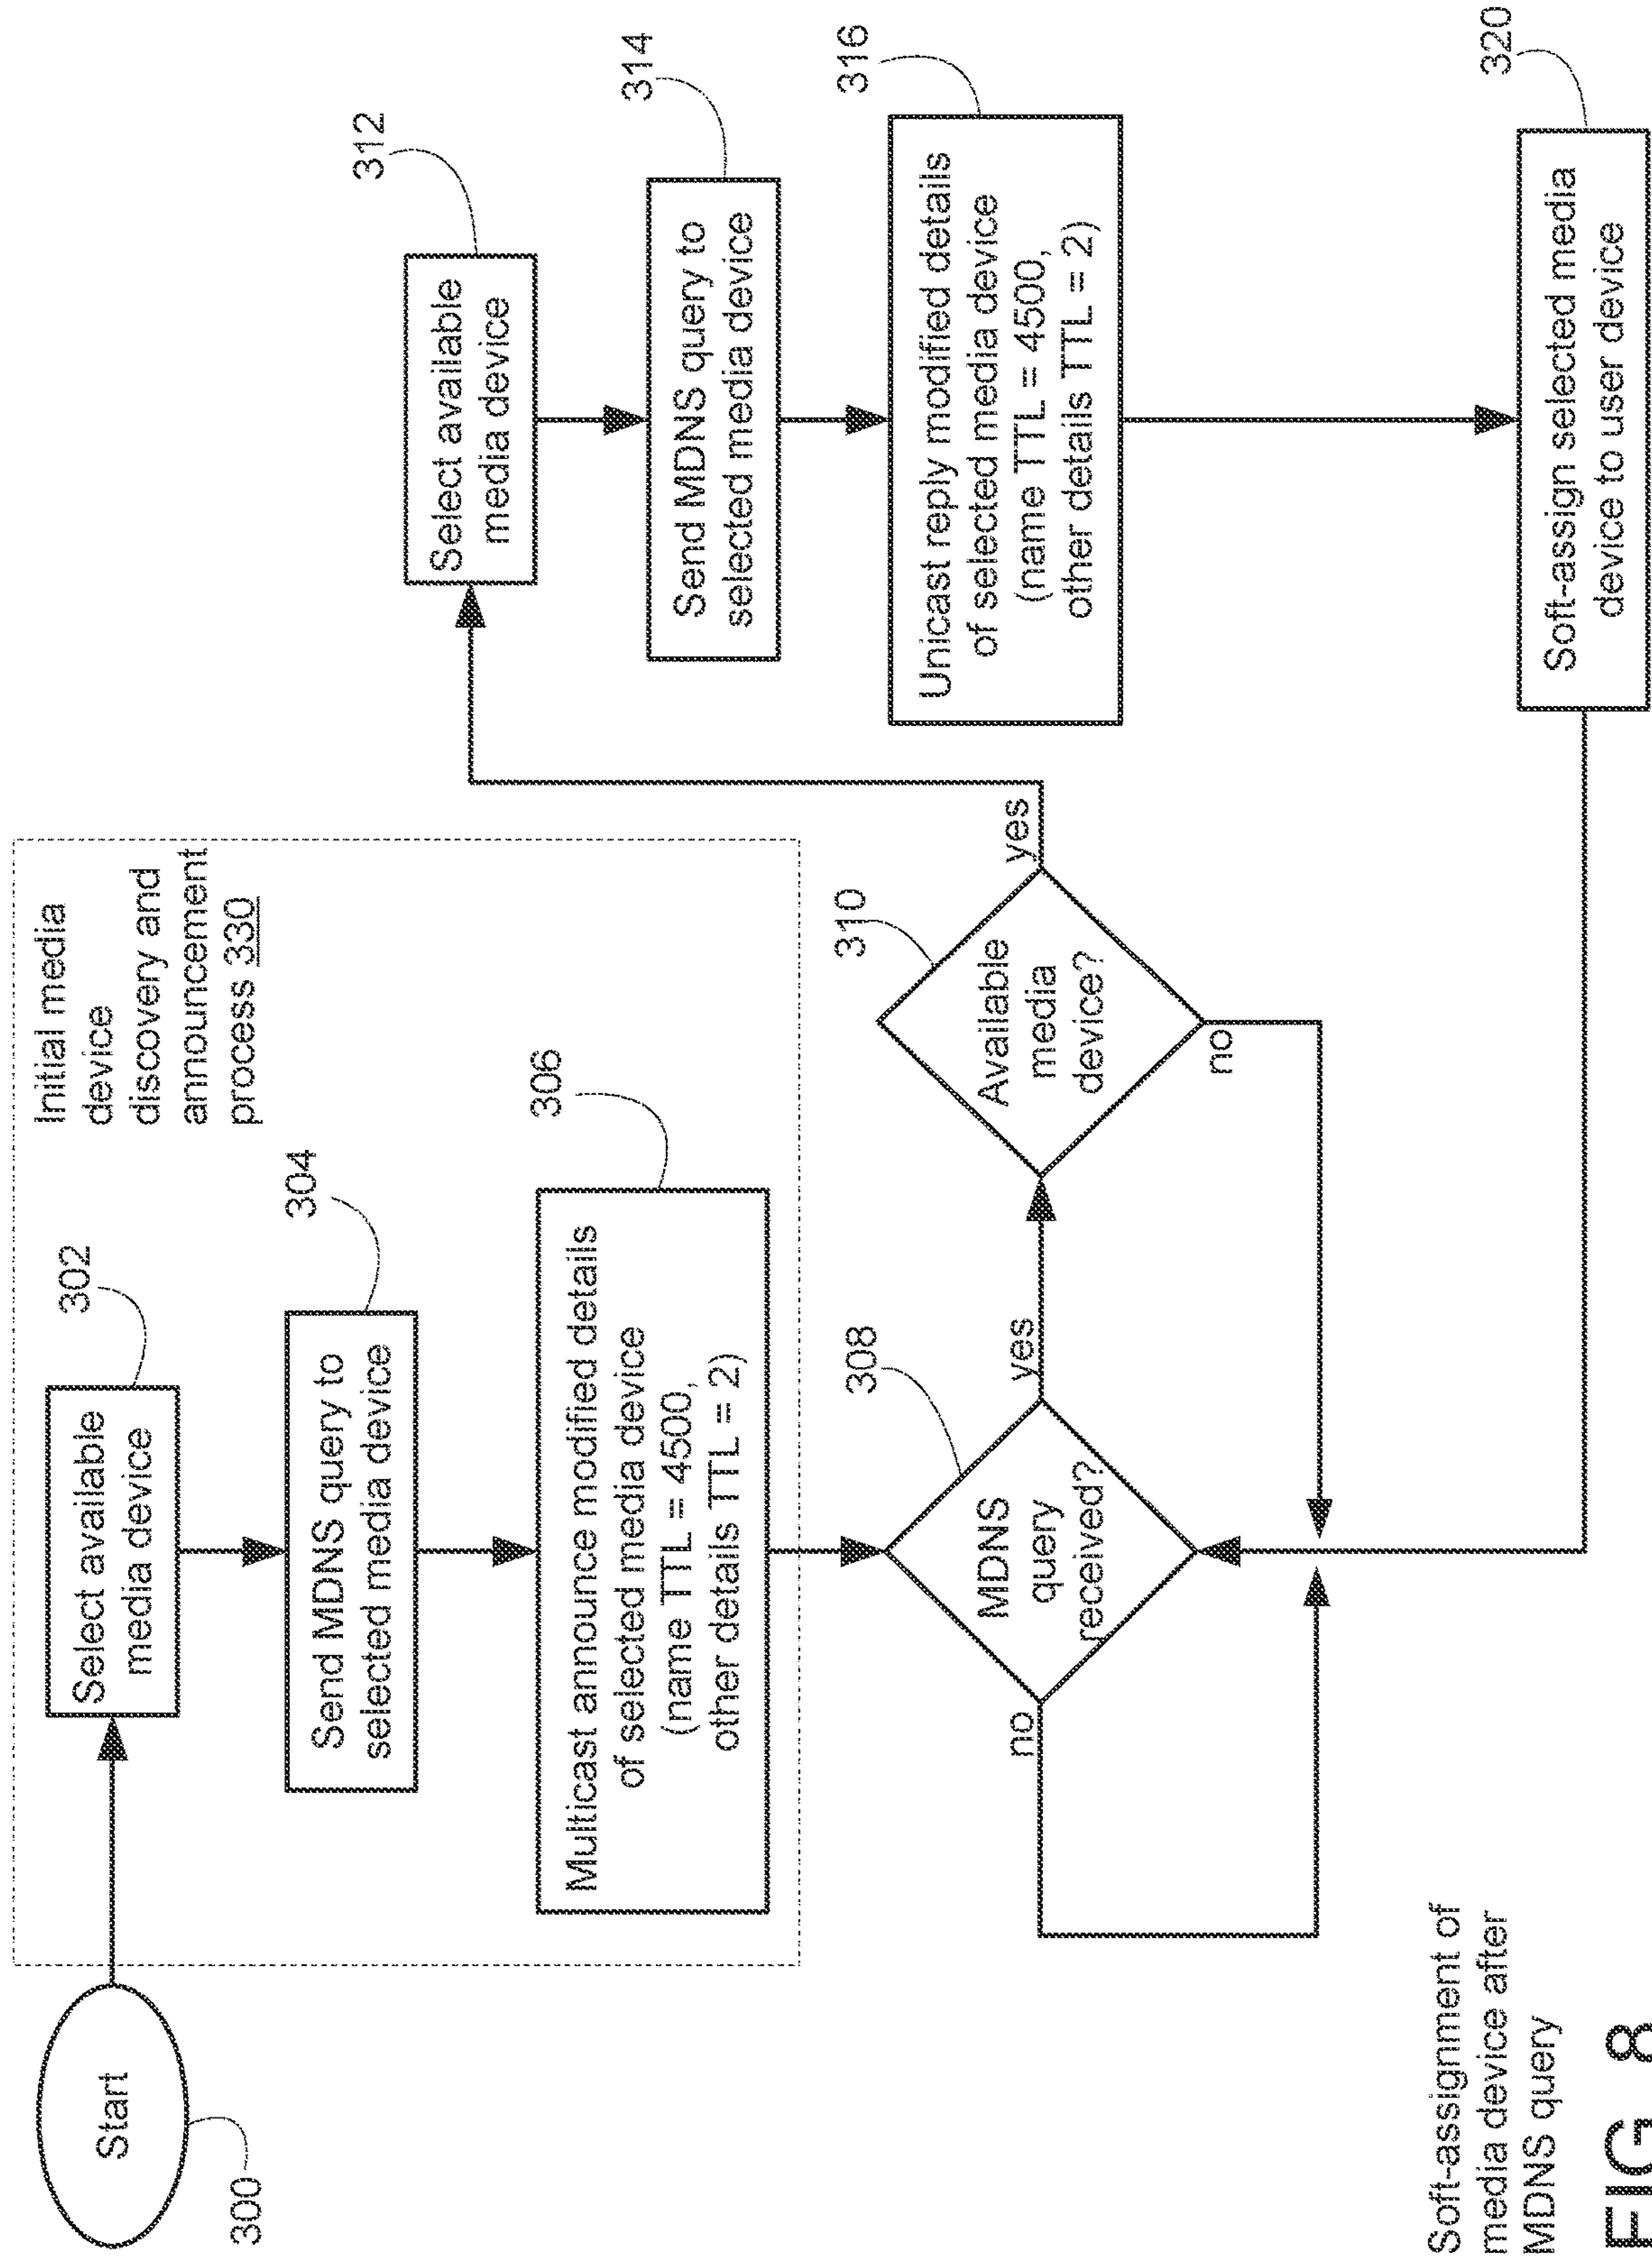 Start
300
Initial media
device
discovery and
announcement
process 330
302
Select available
media device
304
Send MDNS query to
selected media device
306
Multicast announce modified details
of selected media device
(name TTL = 4500,
other details TTL = 2)
308
MDNS
query
received?
no
yes
310
Available
media
device?
no
yes
312
Select available
media device
314
Send MDNS query to
selected media device
316
Unicast reply modified details
of selected media device
(name TTL = 4500,
other details TTL = 2)
320
Soft-assign selected media
device to user device
Soft-assignment of
media device after
MDNS query
FIG 8